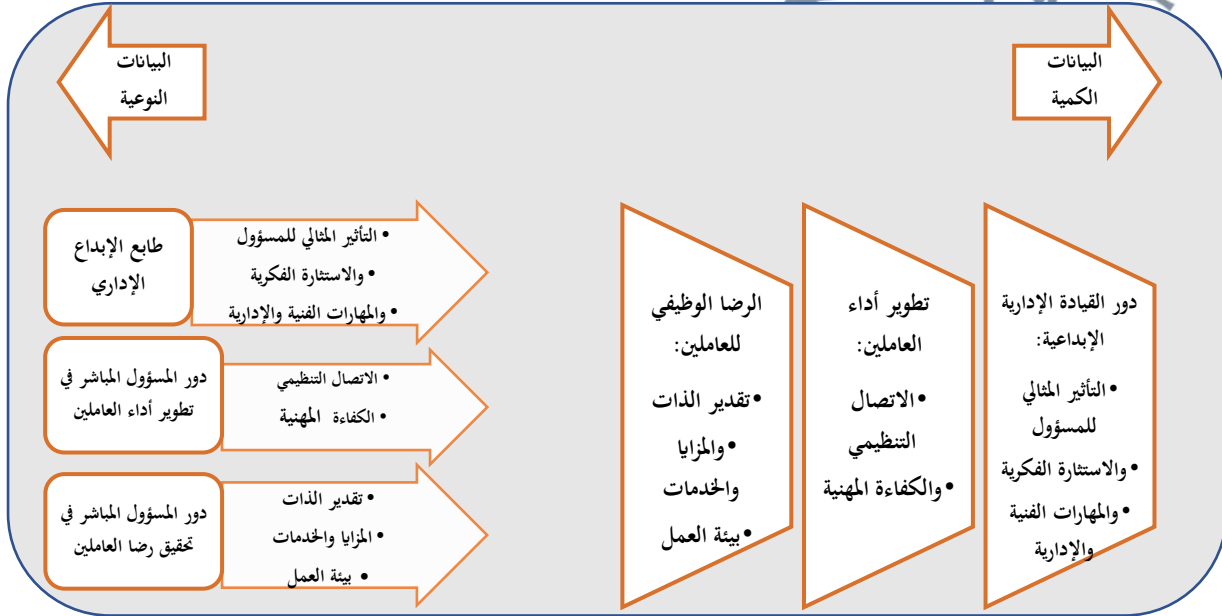 البيانات
الكمية
البيانات
النوعية
دور القيادة الإدارية
الإبداعية:
• التأثير المثالي
للمسؤول
• والاستثارة الفكرية
• والمهارات الفنية
والإدارية
تطوير أداء
العاملين:
• الاتصال
التنظيمي
• والكفاءة المهنية
الرضا الوظيفي
للعاملين:
• تقدير الذات
• والمزايا
والخدمات
• بيئة العمل
طابع الإبداع
الإداري
• التأثير المثالي للمسؤول
• والاستثارة الفكرية
• والمهارات الفنية والإدارية
دور المسؤول المباشر في
تطوير أداء العاملين
• الاتصال التنظيمي
• الكفاءة المهنية
دور المسؤول المباشر في
تحقيق رضا العاملين
• تقدير الذات
• المزايا والخدمات
• بيئة العمل